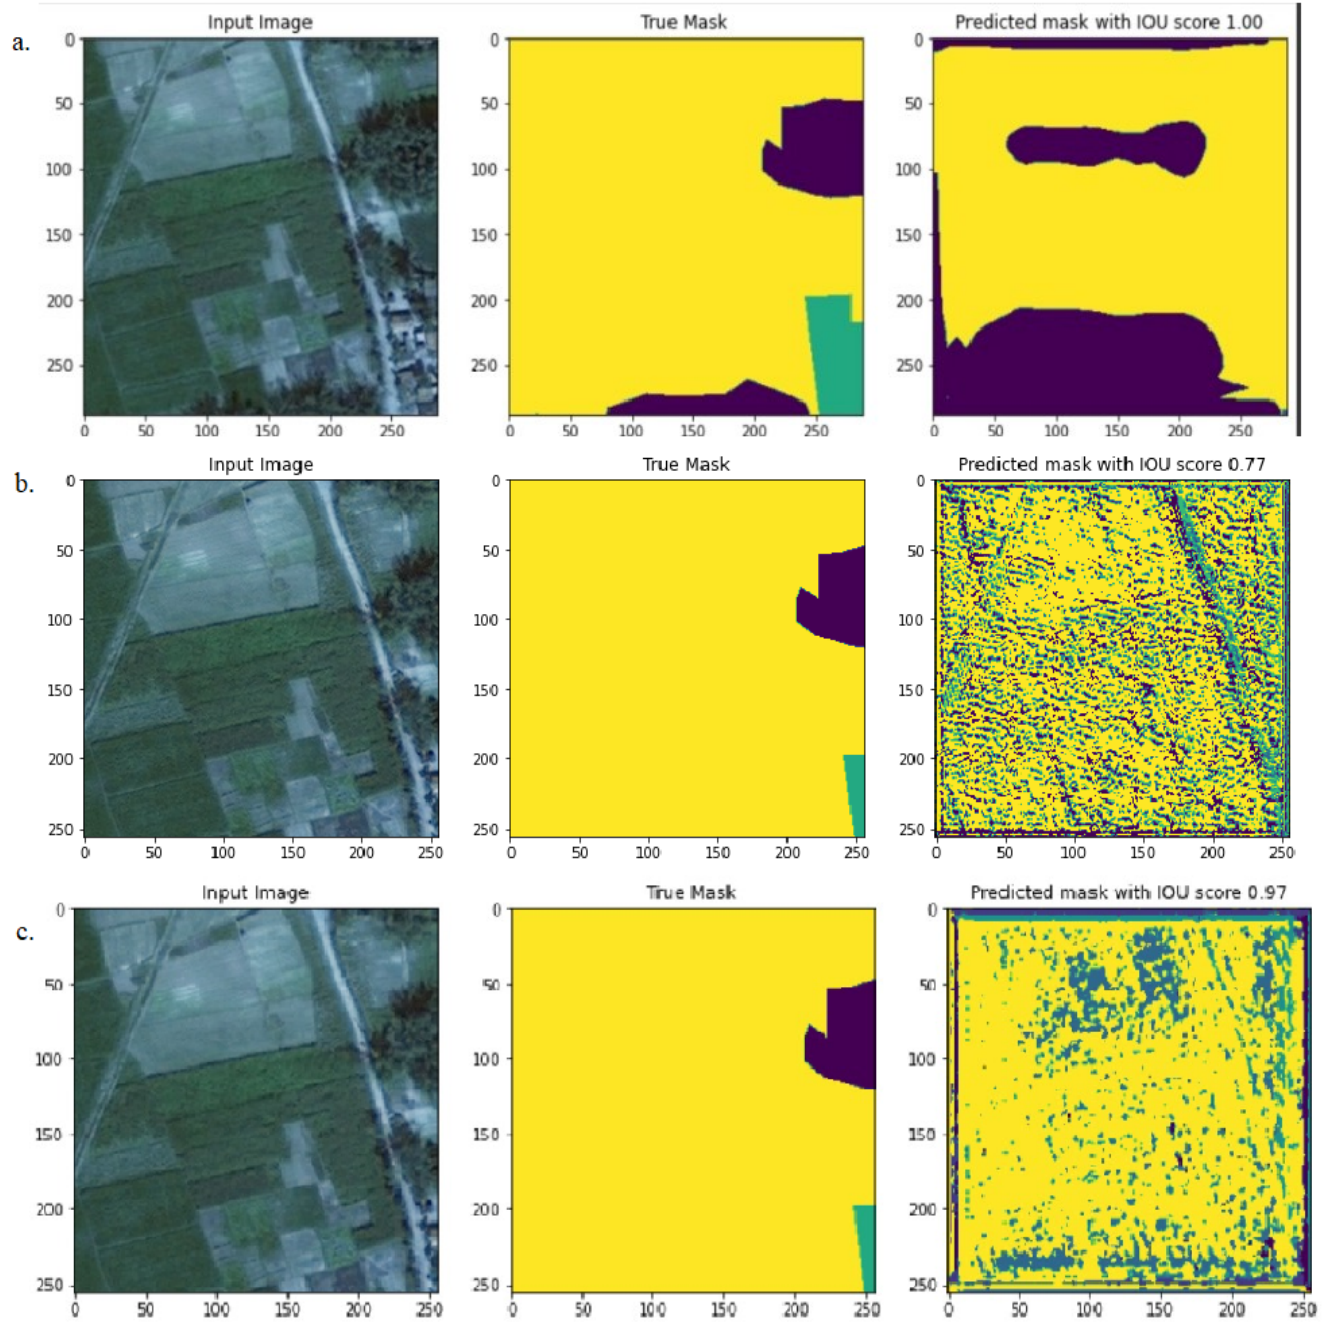 a.
Input Image True Mask Predicted mask with IOU score 1.00
0 0 0
50 50 50
100 100 100
150 150 150
200 200 200
250 250 250
0 50 100 150 200 250 0 50 100 150 200 250 0 50 100 150 200 250
b.
Input Image True Mask Predicted mask with IOU score 0.77
0 0 0
50 50 50
100 100 100
150 150 150
200 200 200
250 250 250
0 50 100 150 200 250 0 50 100 150 200 250 0 50 100 150 200 250
c.
Input Image True Mask Predicted mask with IOU score 0.97
0 0 0
50 50 50
100 100 100
150 150 150
200 200 200
250 250 250
0 50 100 150 200 250 0 50 100 150 200 250 0 50 100 150 200 250